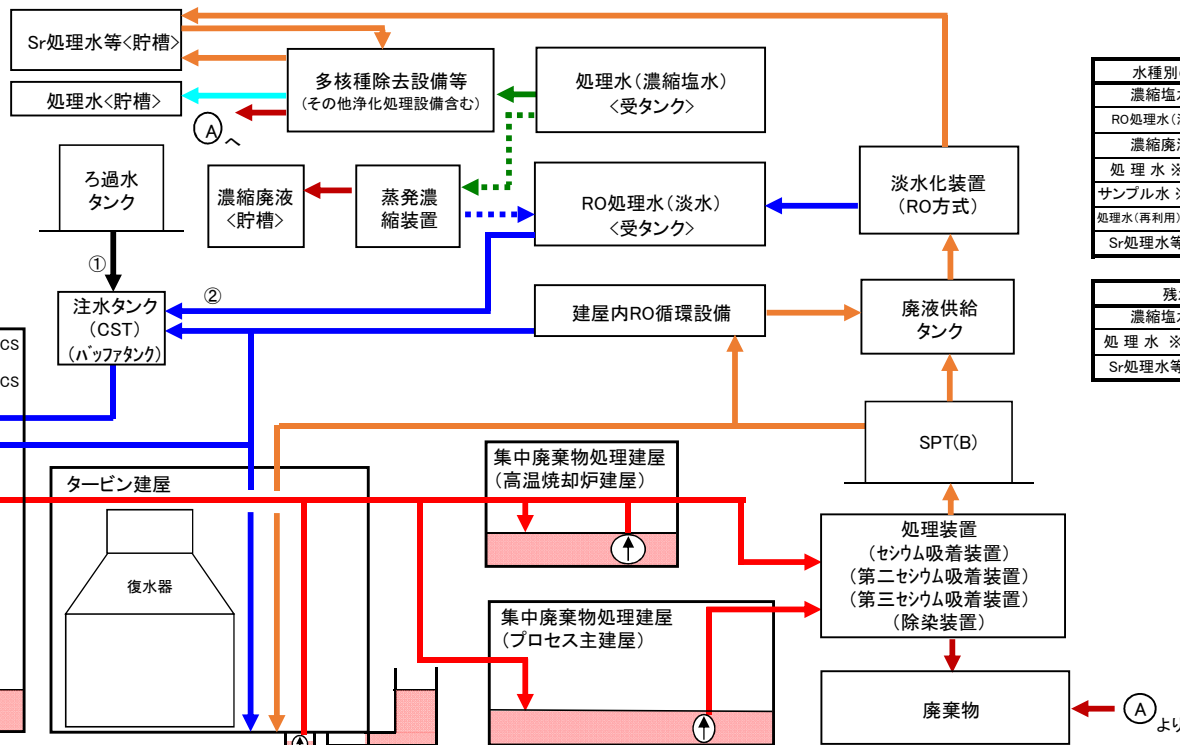 Sr処理水等<貯槽>
処理水<貯槽>
多核種除去設備等
(その他浄化処理設備含む)
Ⓐへ
処理水(濃縮塩水)
<受タンク>
ろ過水
タンク
濃縮廃液
<貯槽>
蒸発濃
縮装置
RO処理水(淡水)
<受タンク>
淡水化装置
(RO方式)
①
②
注水タンク
(CST)
(バッファタンク)
建屋内RO循環設備
廃液供給
タンク
CS
CS
SPT(B)
タービン建屋
復水器
集中廃棄物処理建屋
(高温焼却炉建屋)
集中廃棄物処理建屋
(プロセス主建屋)
処理装置
(セシウム吸着装置)
(第二セシウム吸着装置)
(第三セシウム吸着装置)
(除染装置)
廃棄物
Ⓐより
水種別
濃縮塩
RO処理水(
濃縮廃
処 理 水 ※
サンプル水 ※
処理水(再利用)
Sr処理水等
残
濃縮塩
処 理 水 ※
Sr処理水等